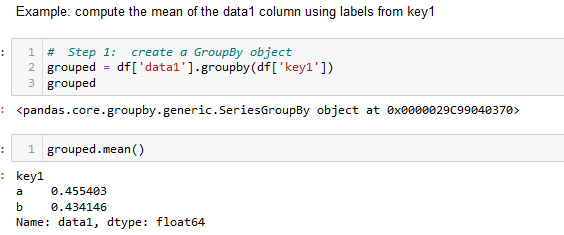 Example: compute the mean of the data1 column using labels from key1
: 1 # Step 1: create a GroupBy object
2 grouped = df['data1'].groupby(df['key1'])
3 grouped
: <pandas.core.groupby.generic.SeriesGroupBy object at 0x0000029C99040370>
: 1 grouped.mean()
: key1
a 0.455403
b 0.434146
Name: data1, dtype: float64